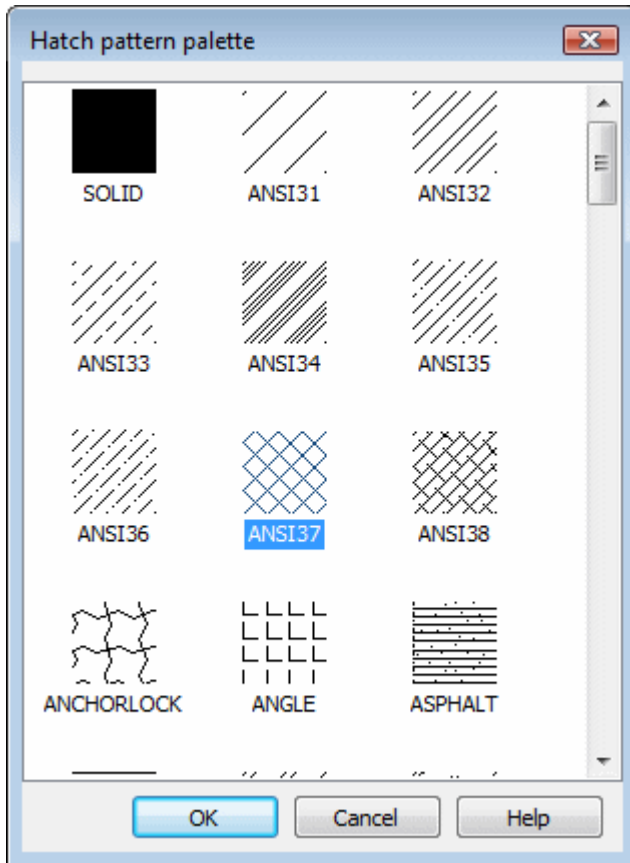 Hatch pattern palette
SOLID ANSI31 ANSI32
ANSI33 ANSI34 ANSI35
ANSI36 ANSI37 ANSI38
ANCHORLOCK ANGLE ASPHALT
OK Cancel Help